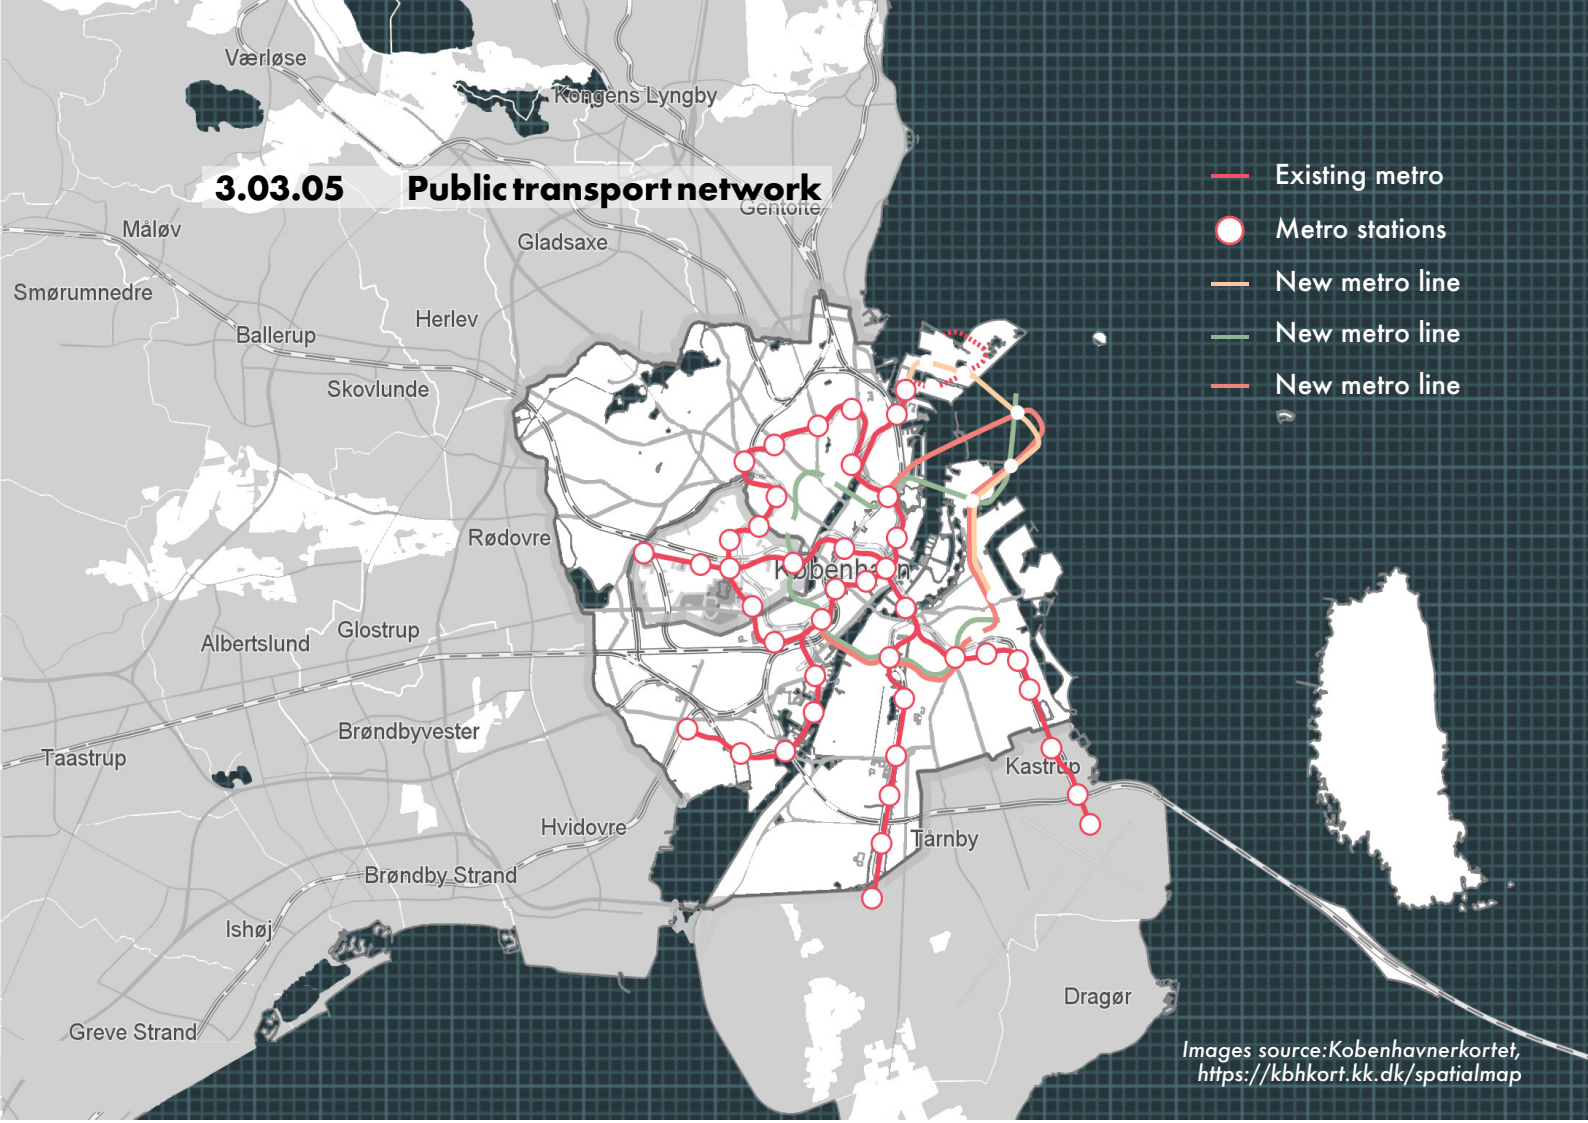 Værløse
Kongens Lyngby
3.03.05 Public transport network
Gentofte
Måløv
Gladsaxe
Smørumnedre
Herlev
Ballerup
Skovlunde
Rødovre
København
Albertslund
Glostrup
Brøndbyvester
Taastrup
Kastrup
Hvidovre
Tårnby
Brøndby Strand
Ishøj
Dragør
Greve Strand
Existing metro
Metro stations
New metro line
New metro line
New metro line
Images source:Kobenhavnerkortet,
https://kbhkort.kk.dk/spatialmap